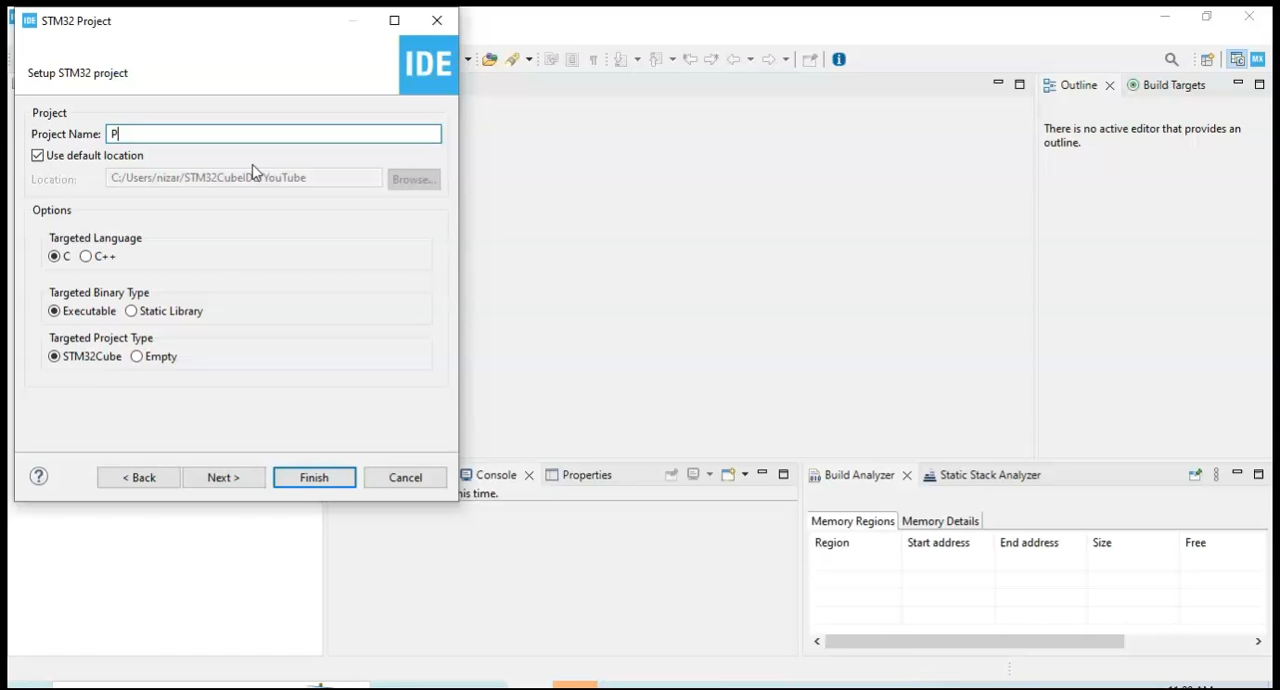 IDE STM32 Project
Setup STM32 project
IDE
Project
Project Name: P
Use default location
Location: C:/Users/nizar/STM32CubeID YouTube
Browse...
Options
Targeted Language
C C++
Targeted Binary Type
Executable Static Library
Targeted Project Type
STM32Cube Empty
? < Back Next > Finish Cancel
MX
Outline Build Targets
There is no active editor that provides an
outline.
Console Properties
his time.
Build Analyzer Static Stack Analyzer
Memory Regions Memory Details
Region Start address End address Size Free